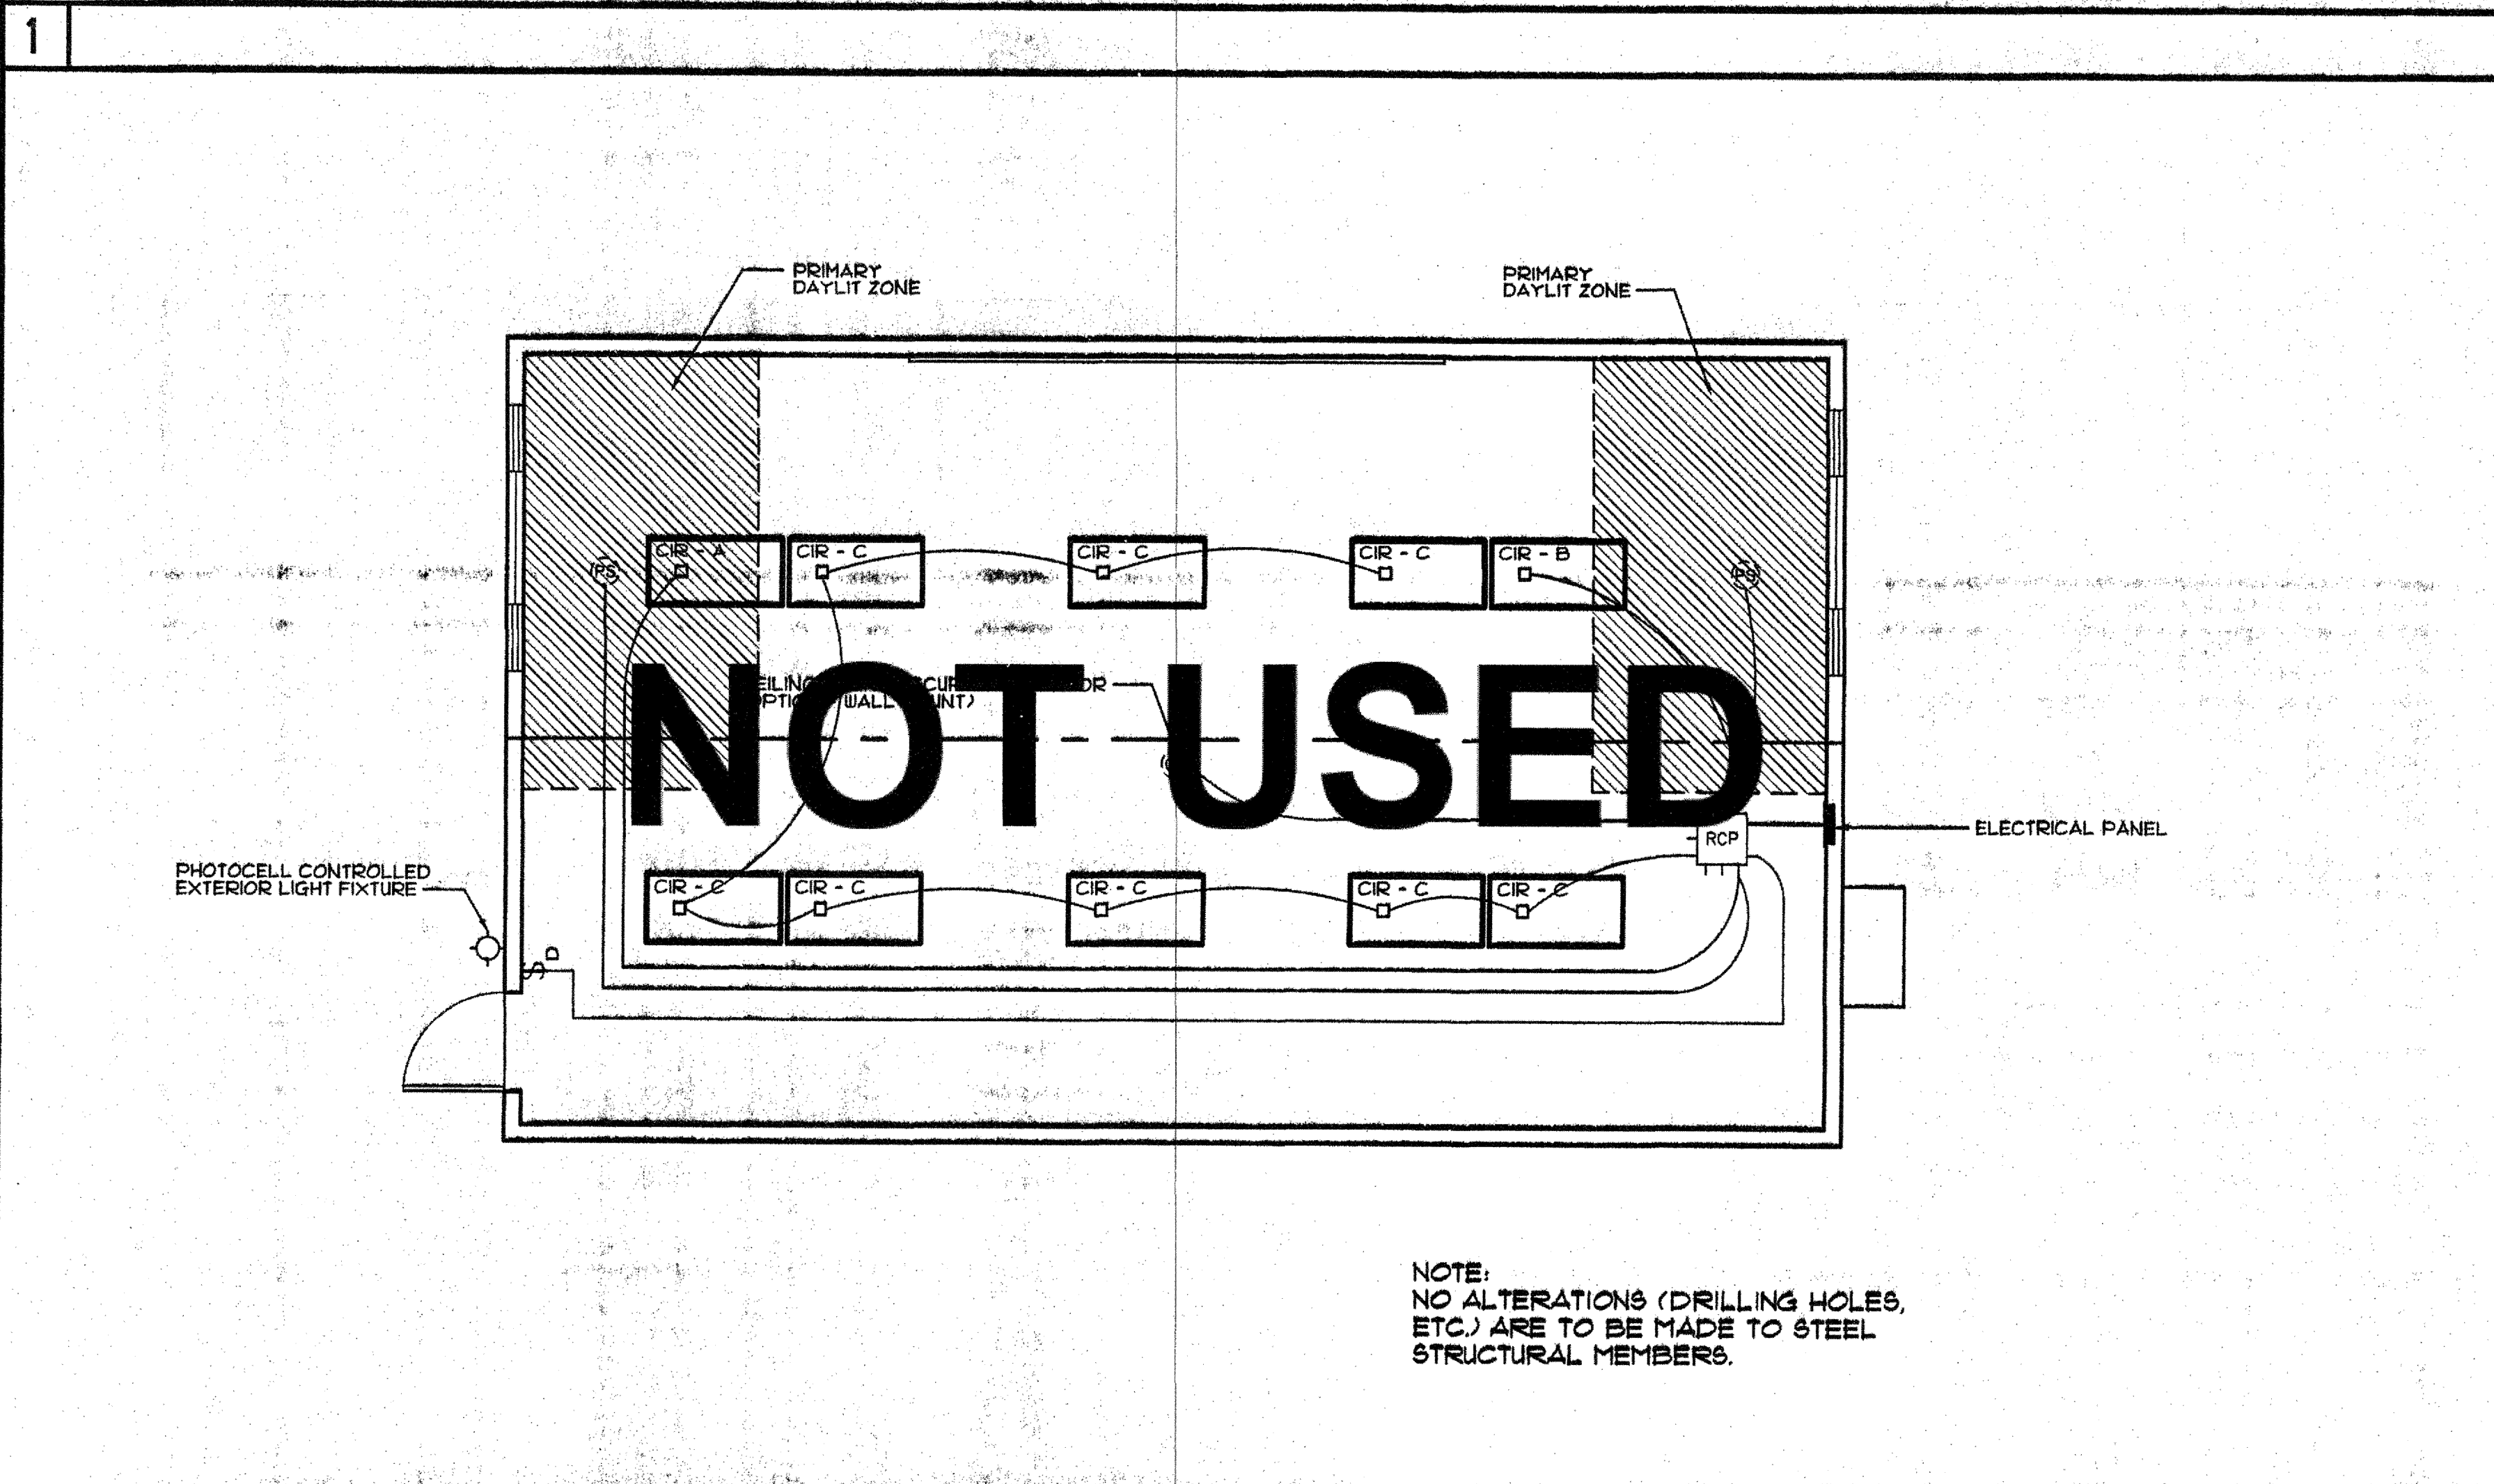 1
PRIMARY
DAYLIT ZONE
PRIMARY
DAYLIT ZONE
CIR - A
CIR - C
CIR - C
CIR - C
CIR - B
PS
PS
NOT USED
RCP
ELECTRICAL PANEL
PHOTOCELL CONTROLLED
EXTERIOR LIGHT FIXTURE
CIR - C
CIR - C
CIR - C
CIR - C
CIR - C
S D
NOTE:
NO ALTERATIONS (DRILLING HOLES,
ETC.) ARE TO BE MADE TO STEEL
STRUCTURAL MEMBERS.